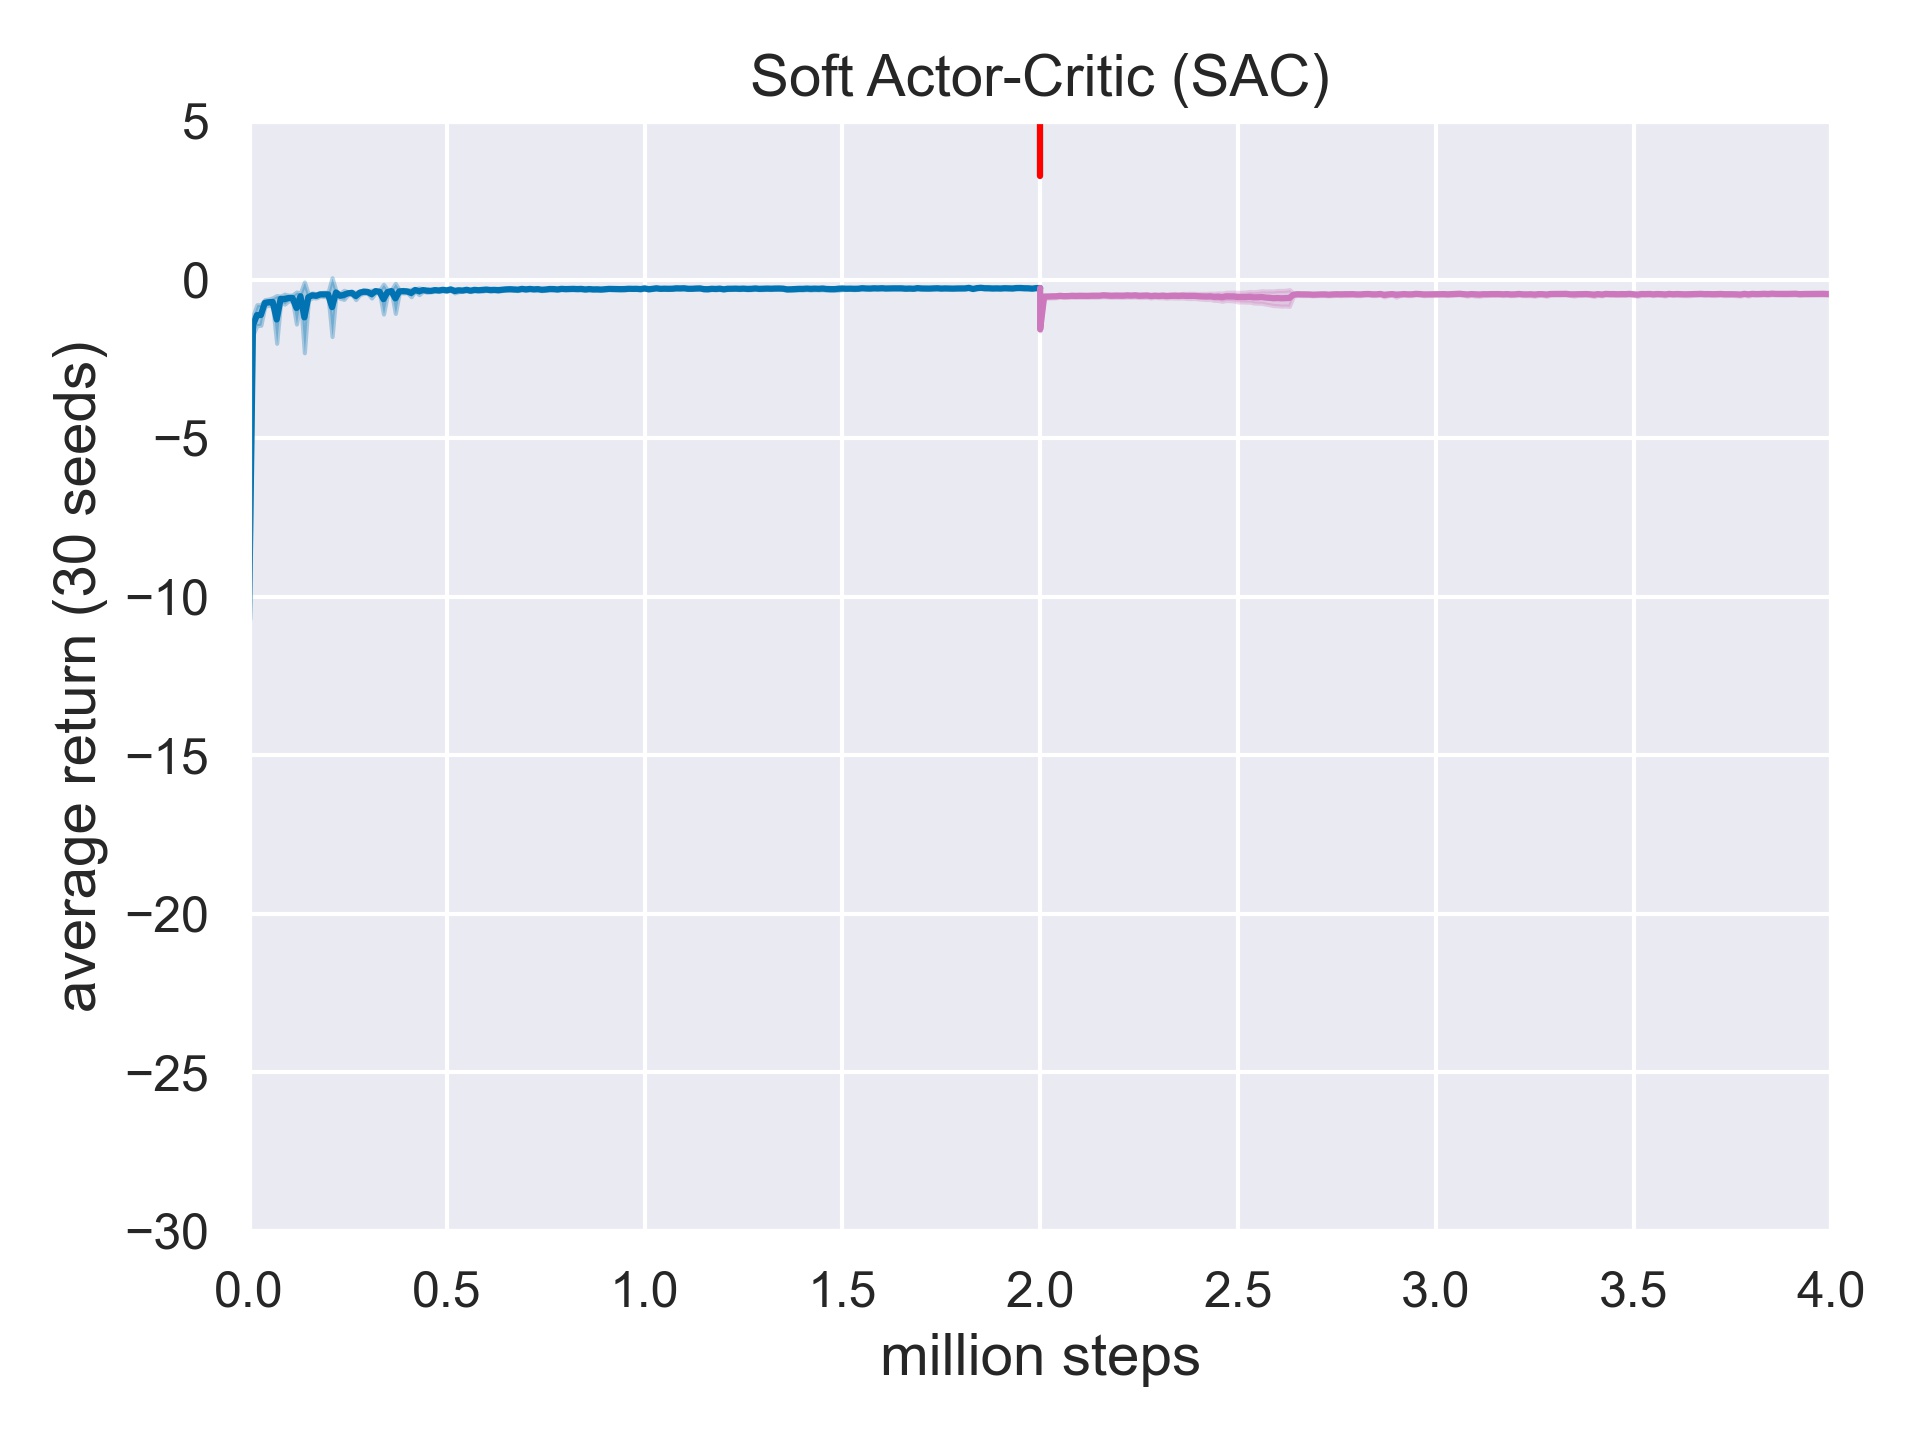 Soft Actor-Critic (SAC)
5
0
−5
−10
−15
−20
−25
−30
average return (30 seeds)
0.0 0.5 1.0 1.5 2.0 2.5 3.0 3.5 4.0
million steps